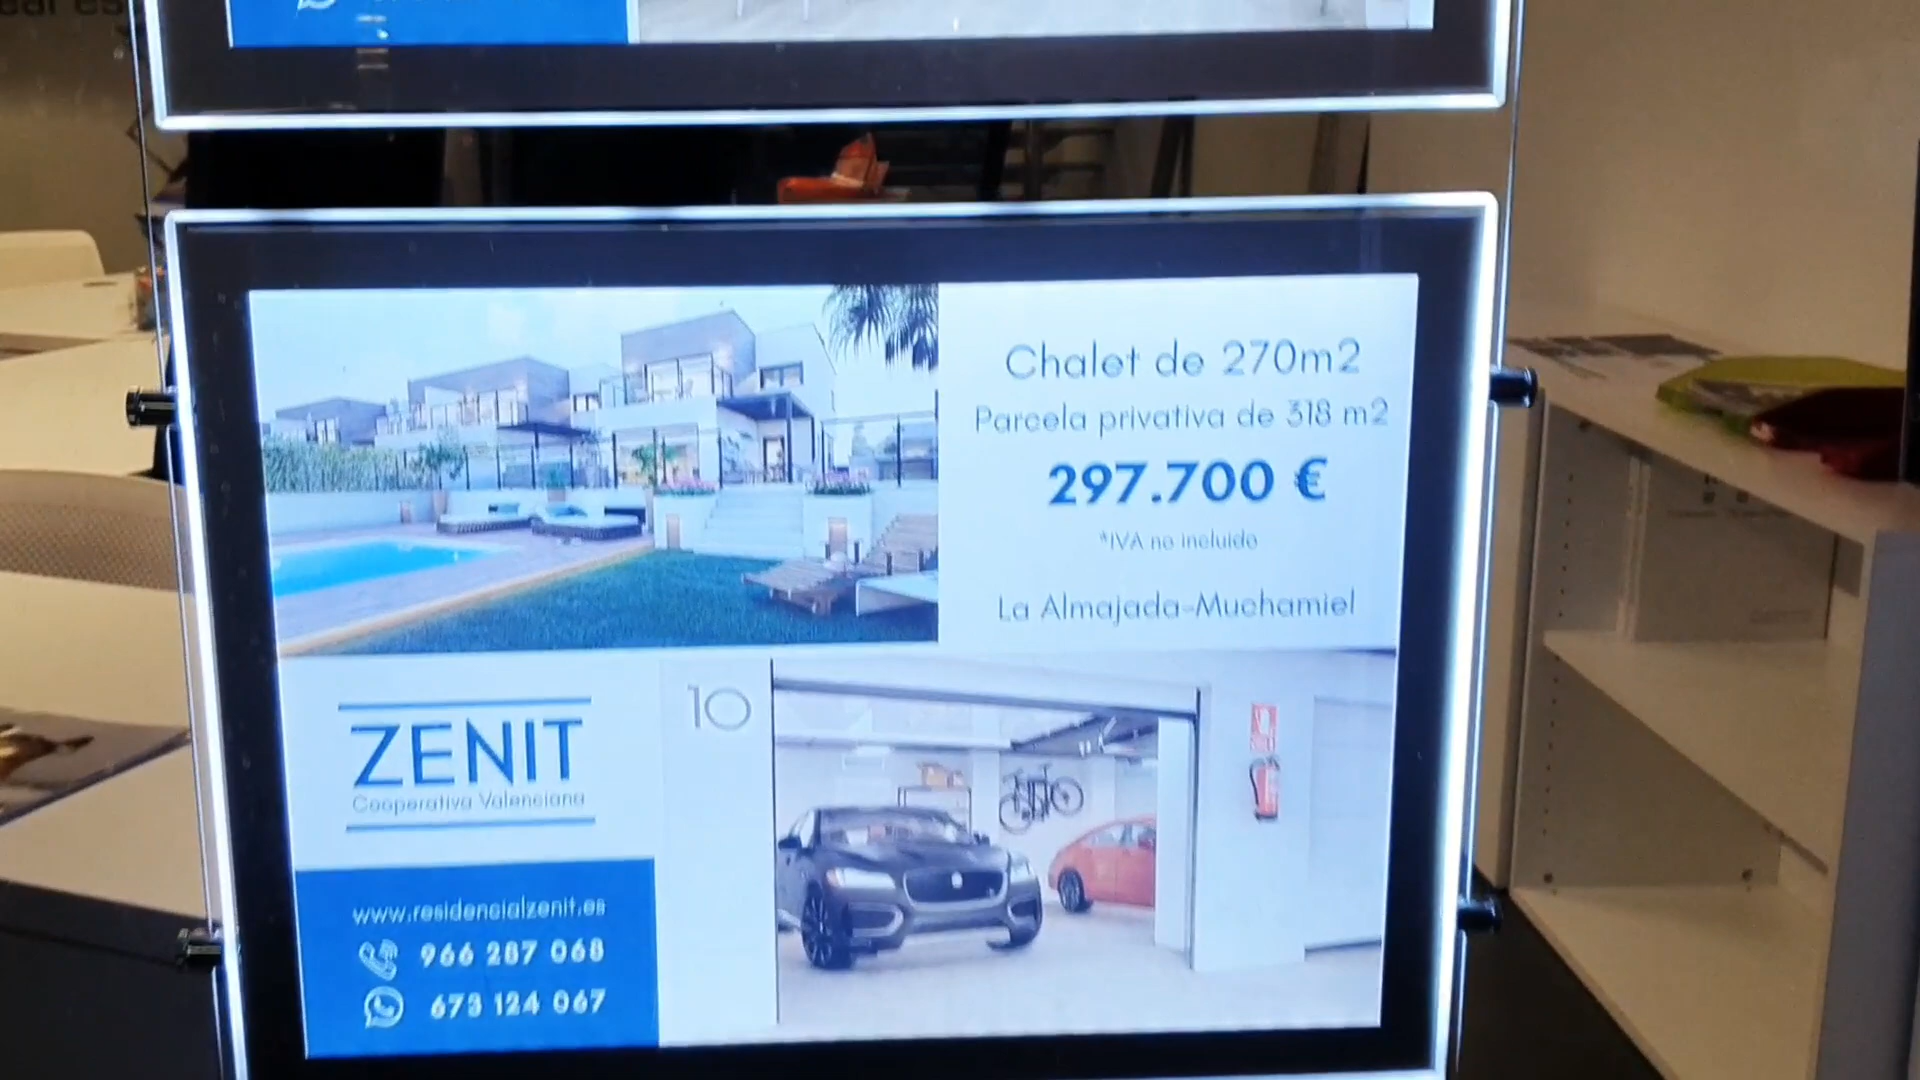 Chalet de 270m2
Parcela privativa de 318 m2
297.700 €
*IVA no incluido
La Almajada-Muchamiel
ZENIT
Cooperativa Valenciana
10
www.residencialzenit.es
966 287 068
673 124 067